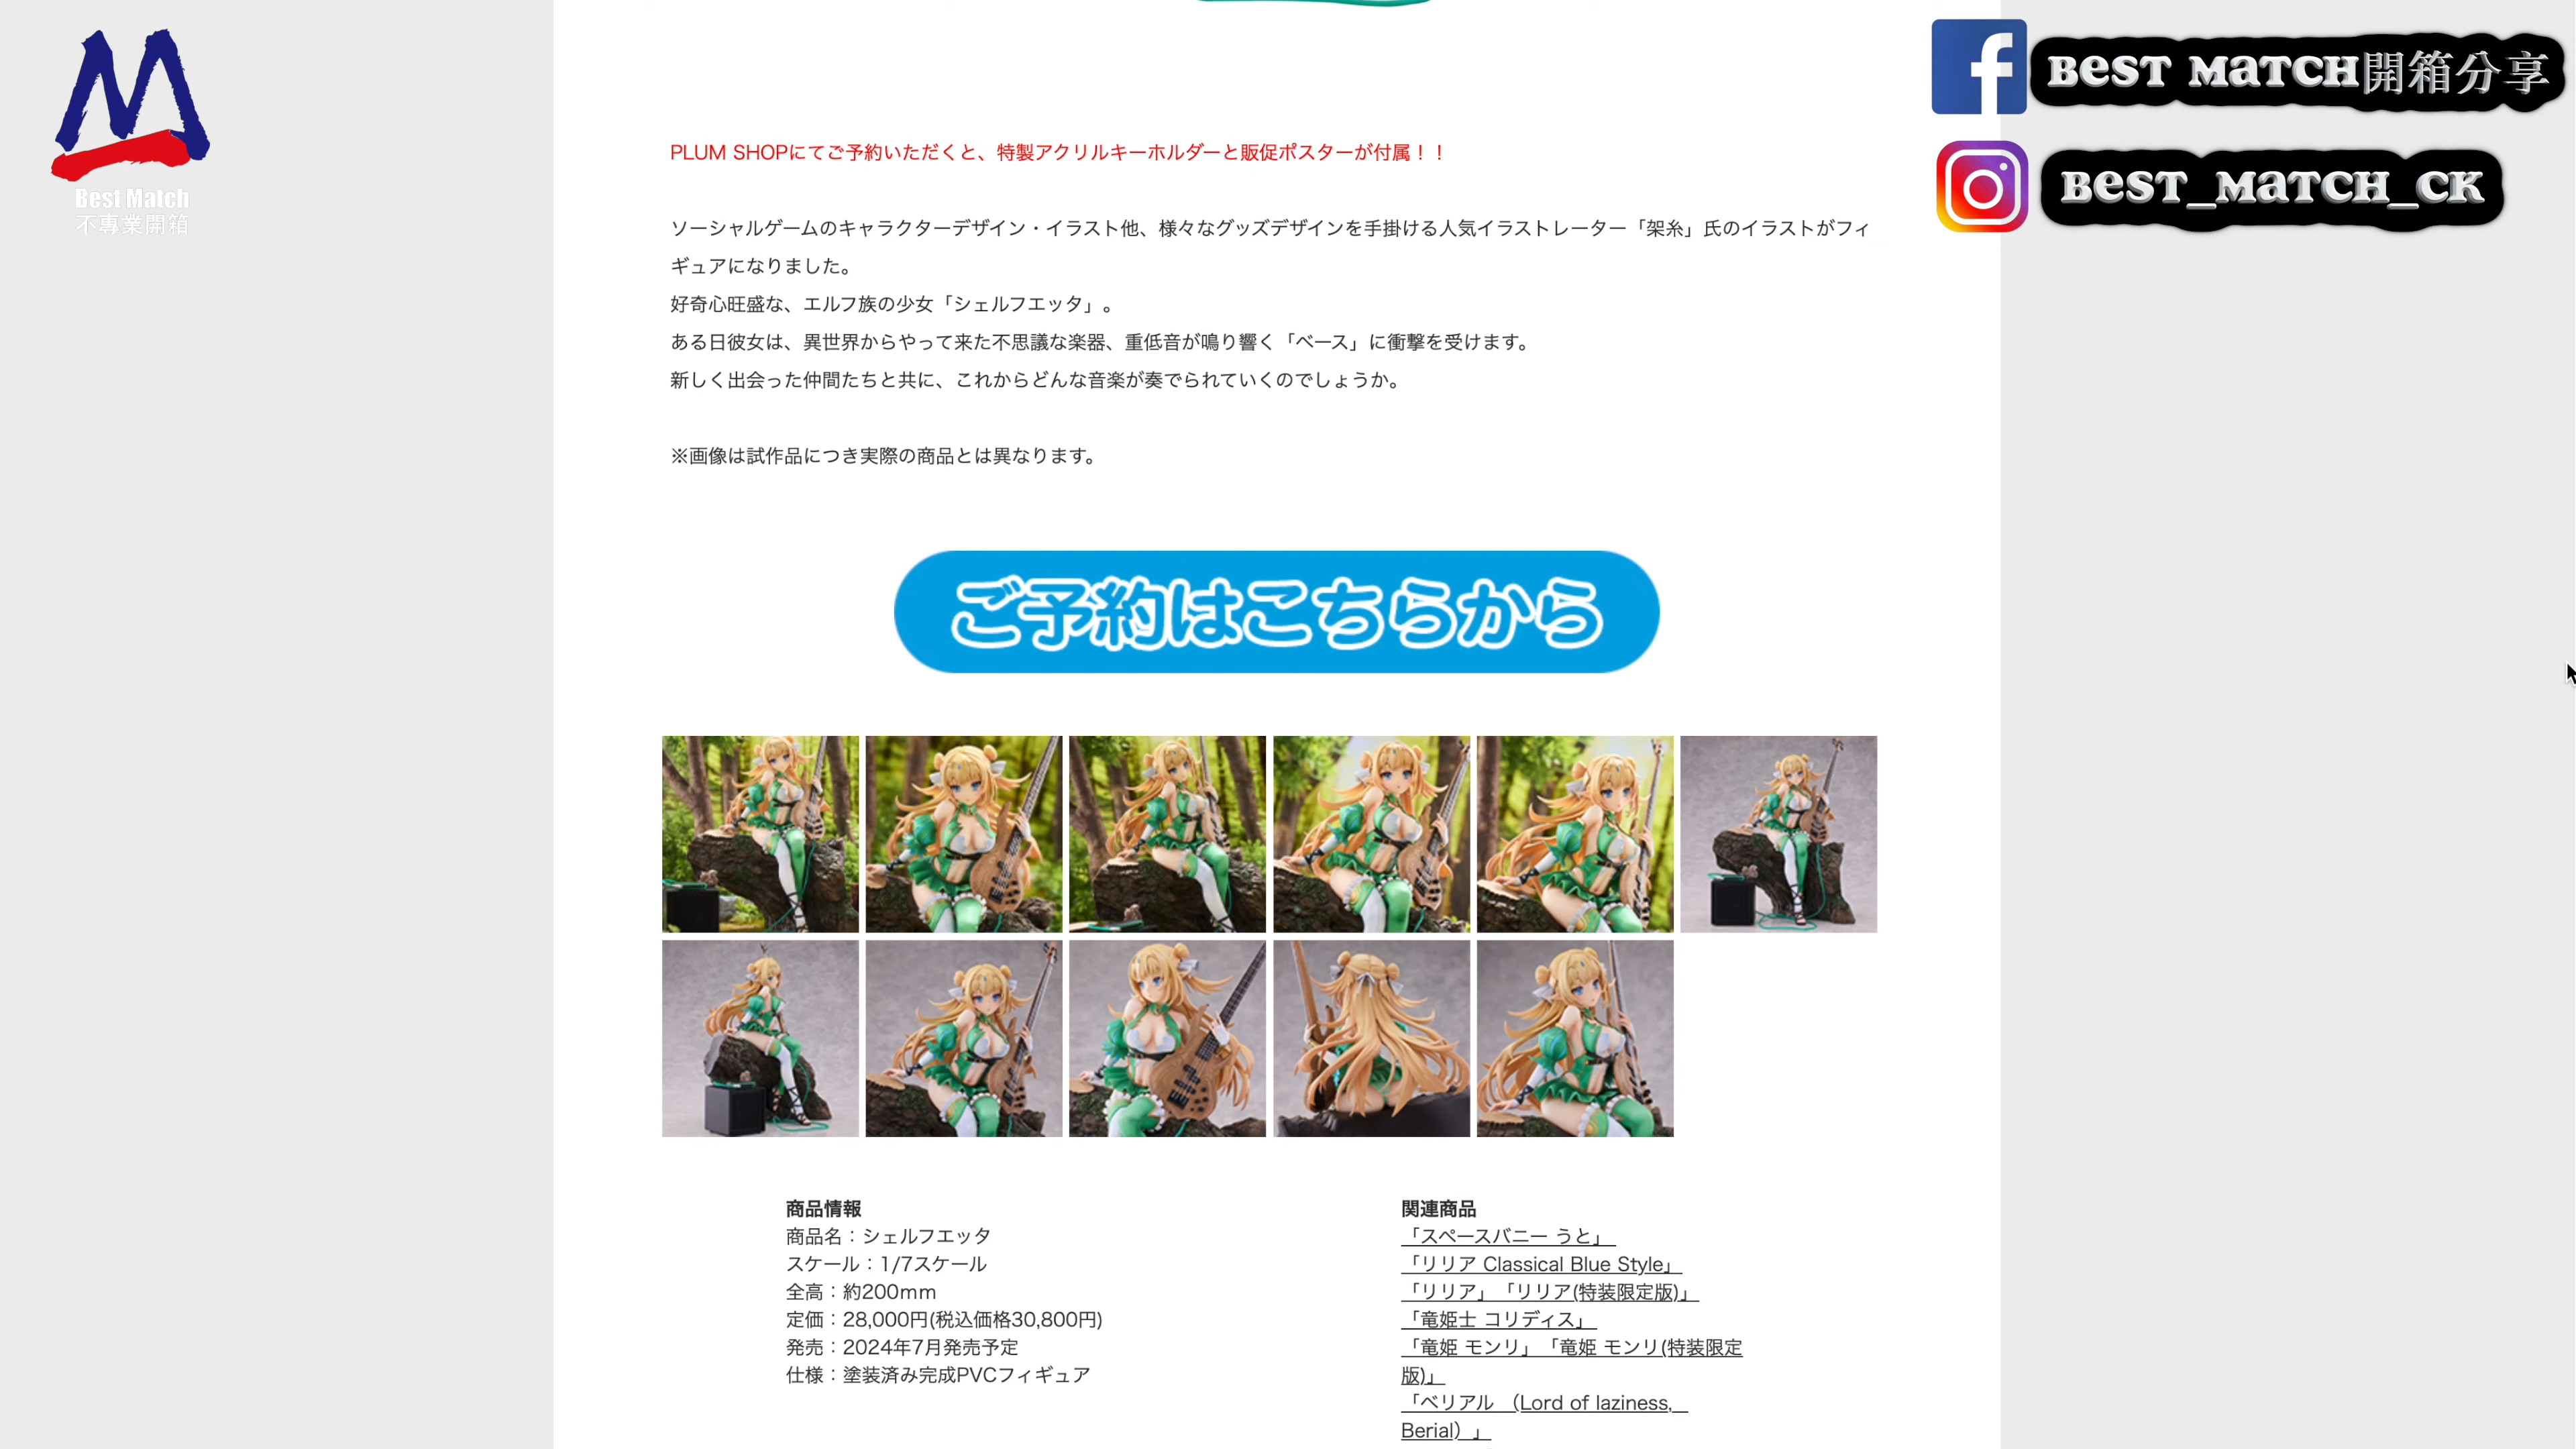 Best Match
不專業開箱
BEST MATCH開箱分享
BEST_MATCH_CK
PLUM SHOPにてご予約いただくと、特製アクリルキーホルダーと販促ポスターが付属！！
ソーシャルゲームのキャラクターデザイン・イラスト他、様々なグッズデザインを手掛ける人気イラストレーター「架糸」氏のイラストがフィ
ギュアになりました。
好奇心旺盛な、エルフ族の少女「シェルフエッタ」。
ある日彼女は、異世界からやって来た不思議な楽器、重低音が鳴り響く「ベース」に衝撃を受けます。
新しく出会った仲間たちと共に、これからどんな音楽が奏でられていくのでしょうか。
※画像は試作品につき実際の商品とは異なります。
ご予約はこちらから
商品情報
商品名：シェルフエッタ
スケール：1/7スケール
全高：約200mm
定価：28,000円(税込価格30,800円)
発売：2024年7月発売予定
仕様：塗装済み完成PVCフィギュア
関連商品
「スペースバニー うと」
「リリア Classical Blue Style」
「リリア」「リリア(特装限定版)」
「竜姫士 コリディス」
「竜姫 モンリ」「竜姫 モンリ(特装限定
版)」
「ベリアル （Lord of laziness,
Berial）」